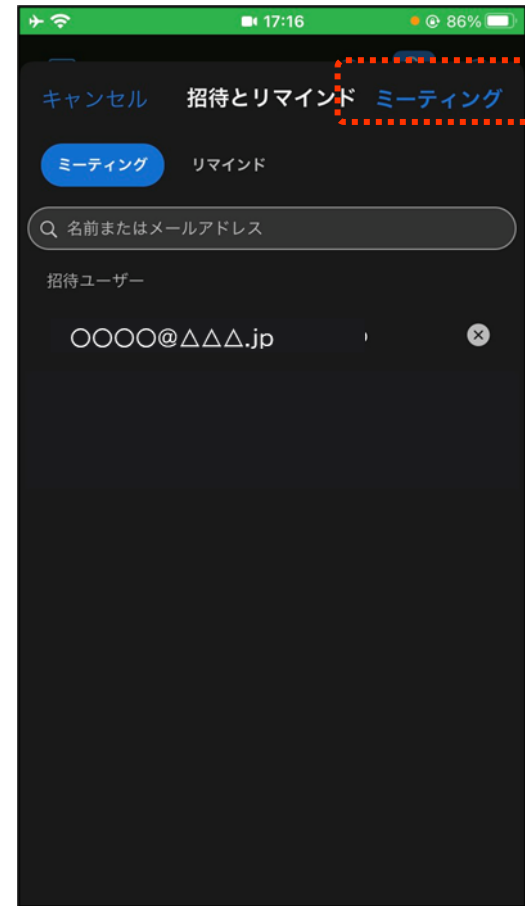 17:16
86%
キャンセル 招待とリマインド ミーティング
ミーティング リマインド
名前またはメールアドレス
招待ユーザー
〇〇〇〇@△△△.jp